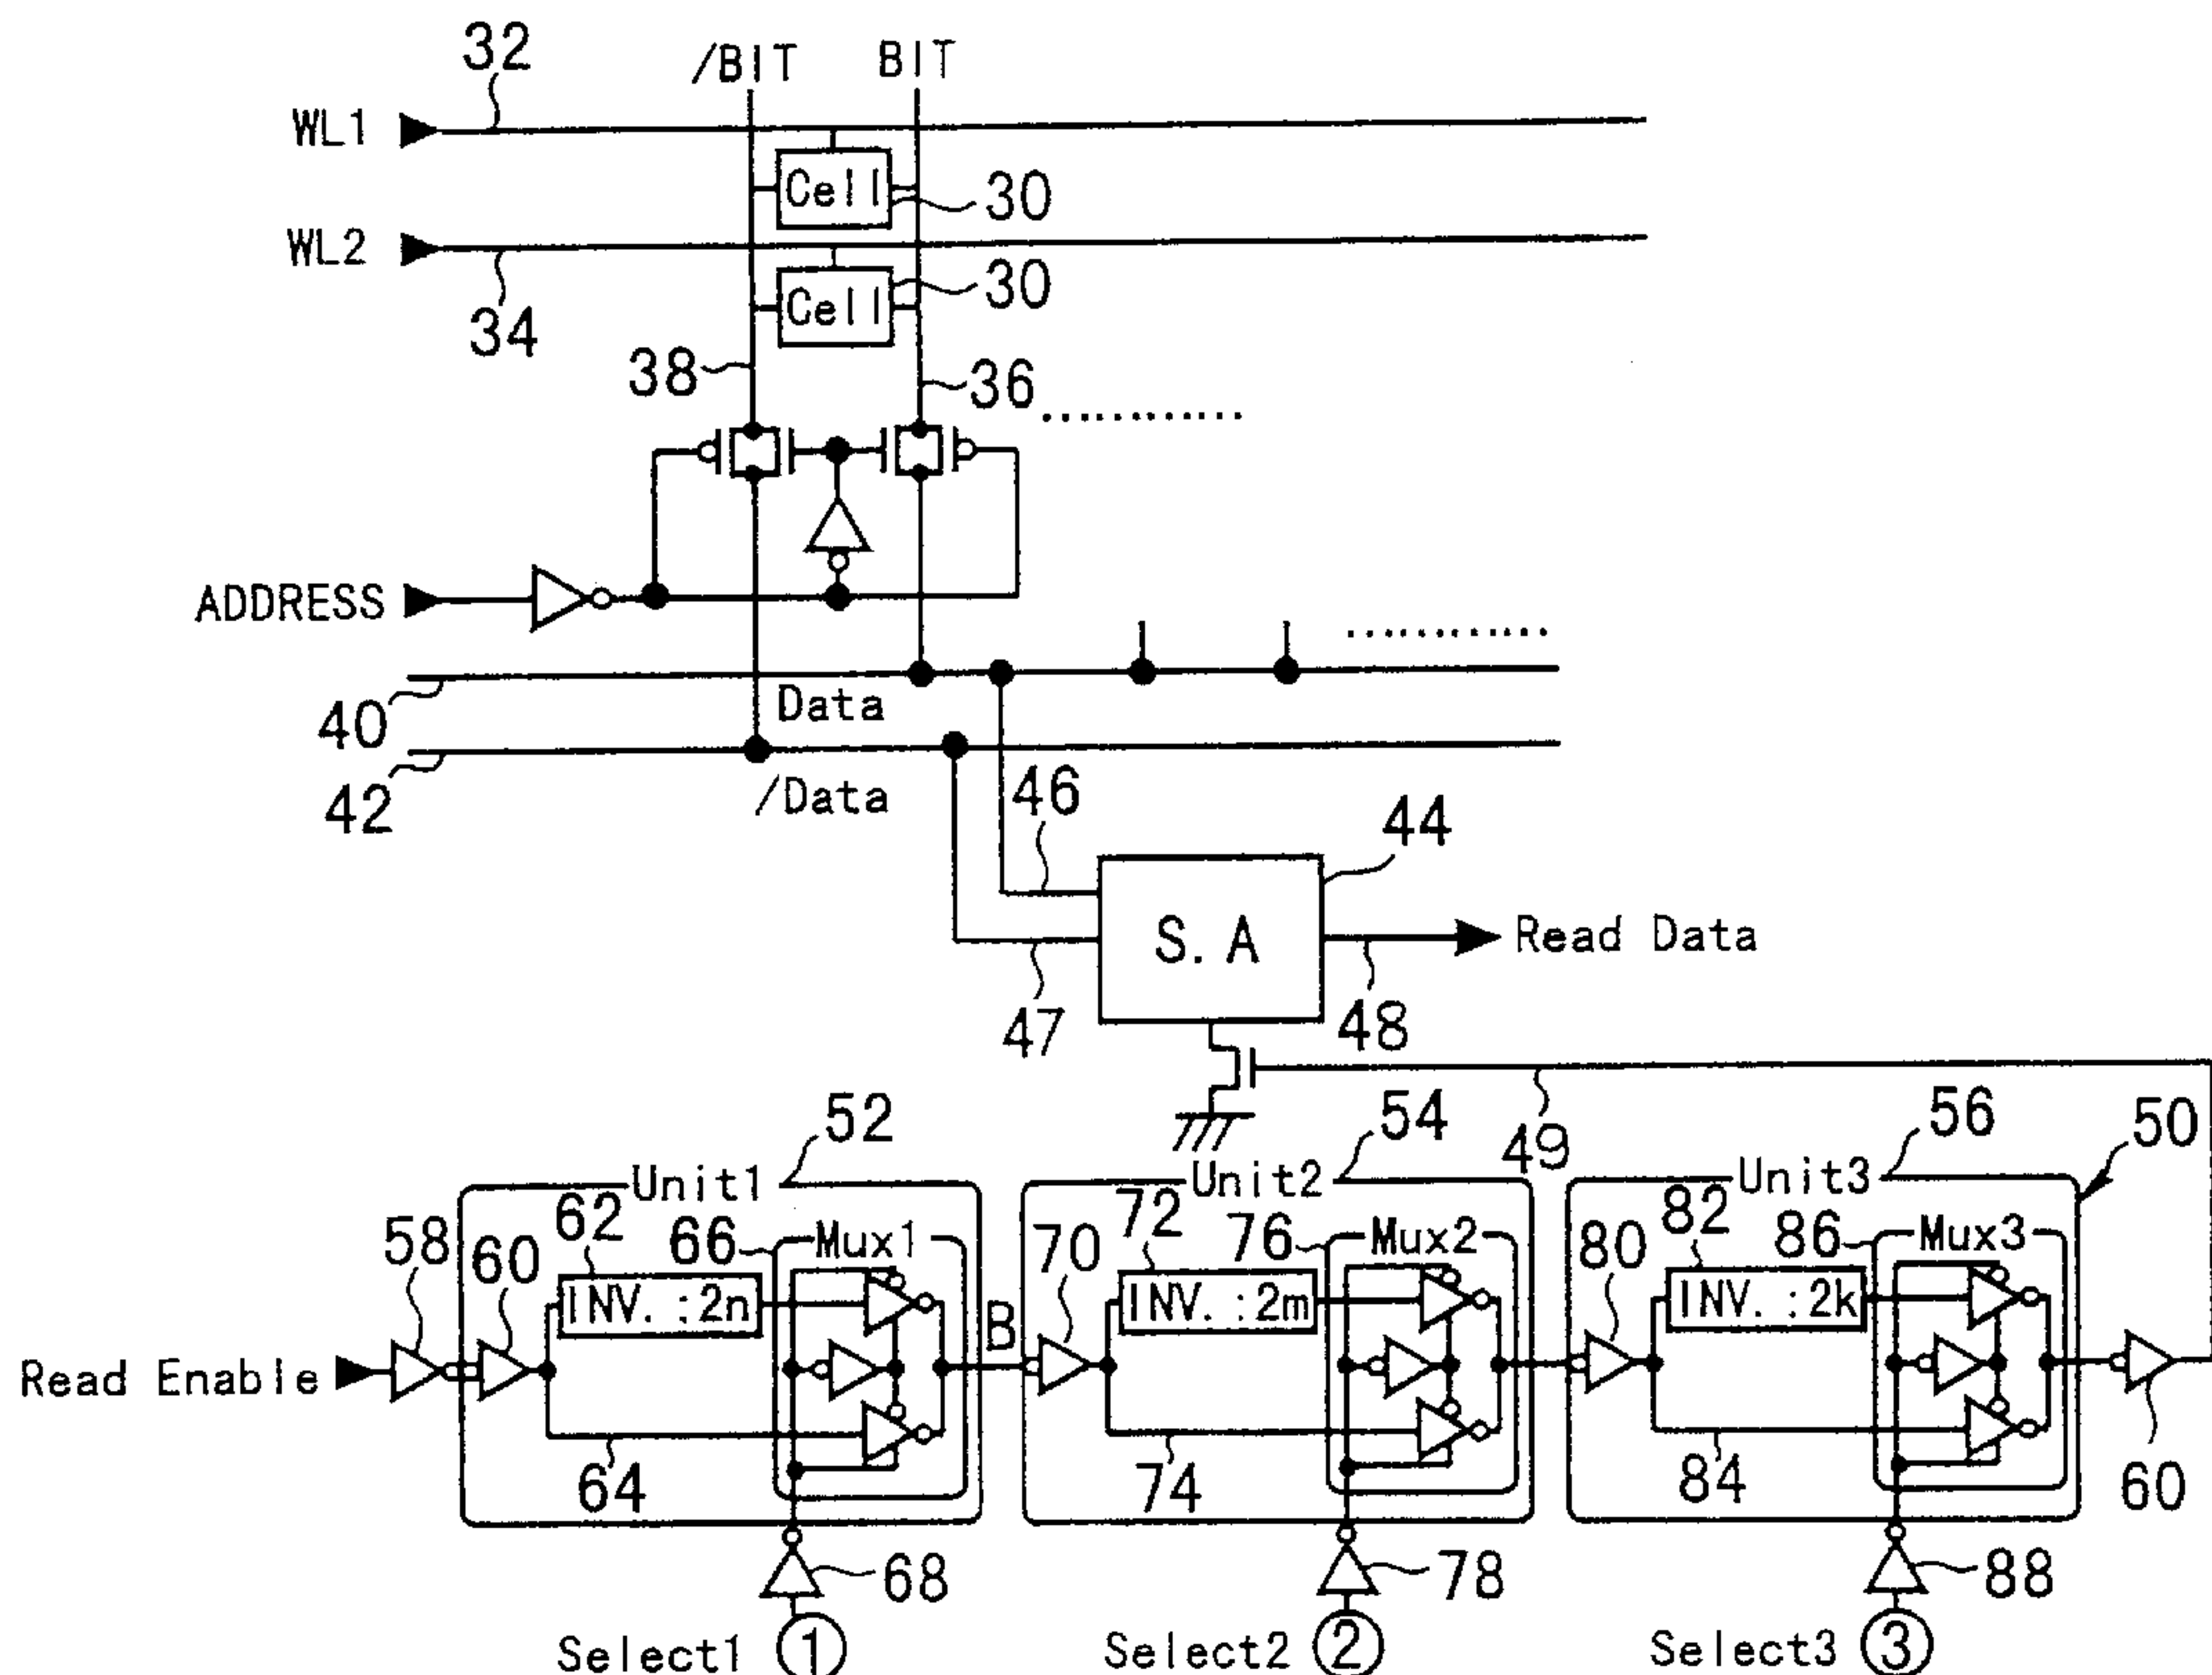 32
/BIT
BIT
WL1
Cell
30
WL2
Cell
30
34
38
36
ADDRESS
40
Data
42
/Data
46
44
S. A
Read Data
47
48
49
52
54
56
50
Unit1
Unit2
Unit3
58
60
62
66
Mux1
70
72
76
Mux2
80
82
86
Mux3
INV. :2n
INV. :2m
INV. :2k
B
Read Enable
64
74
84
60
68
78
88
Select1 ①
Select2 ②
Select3 ③